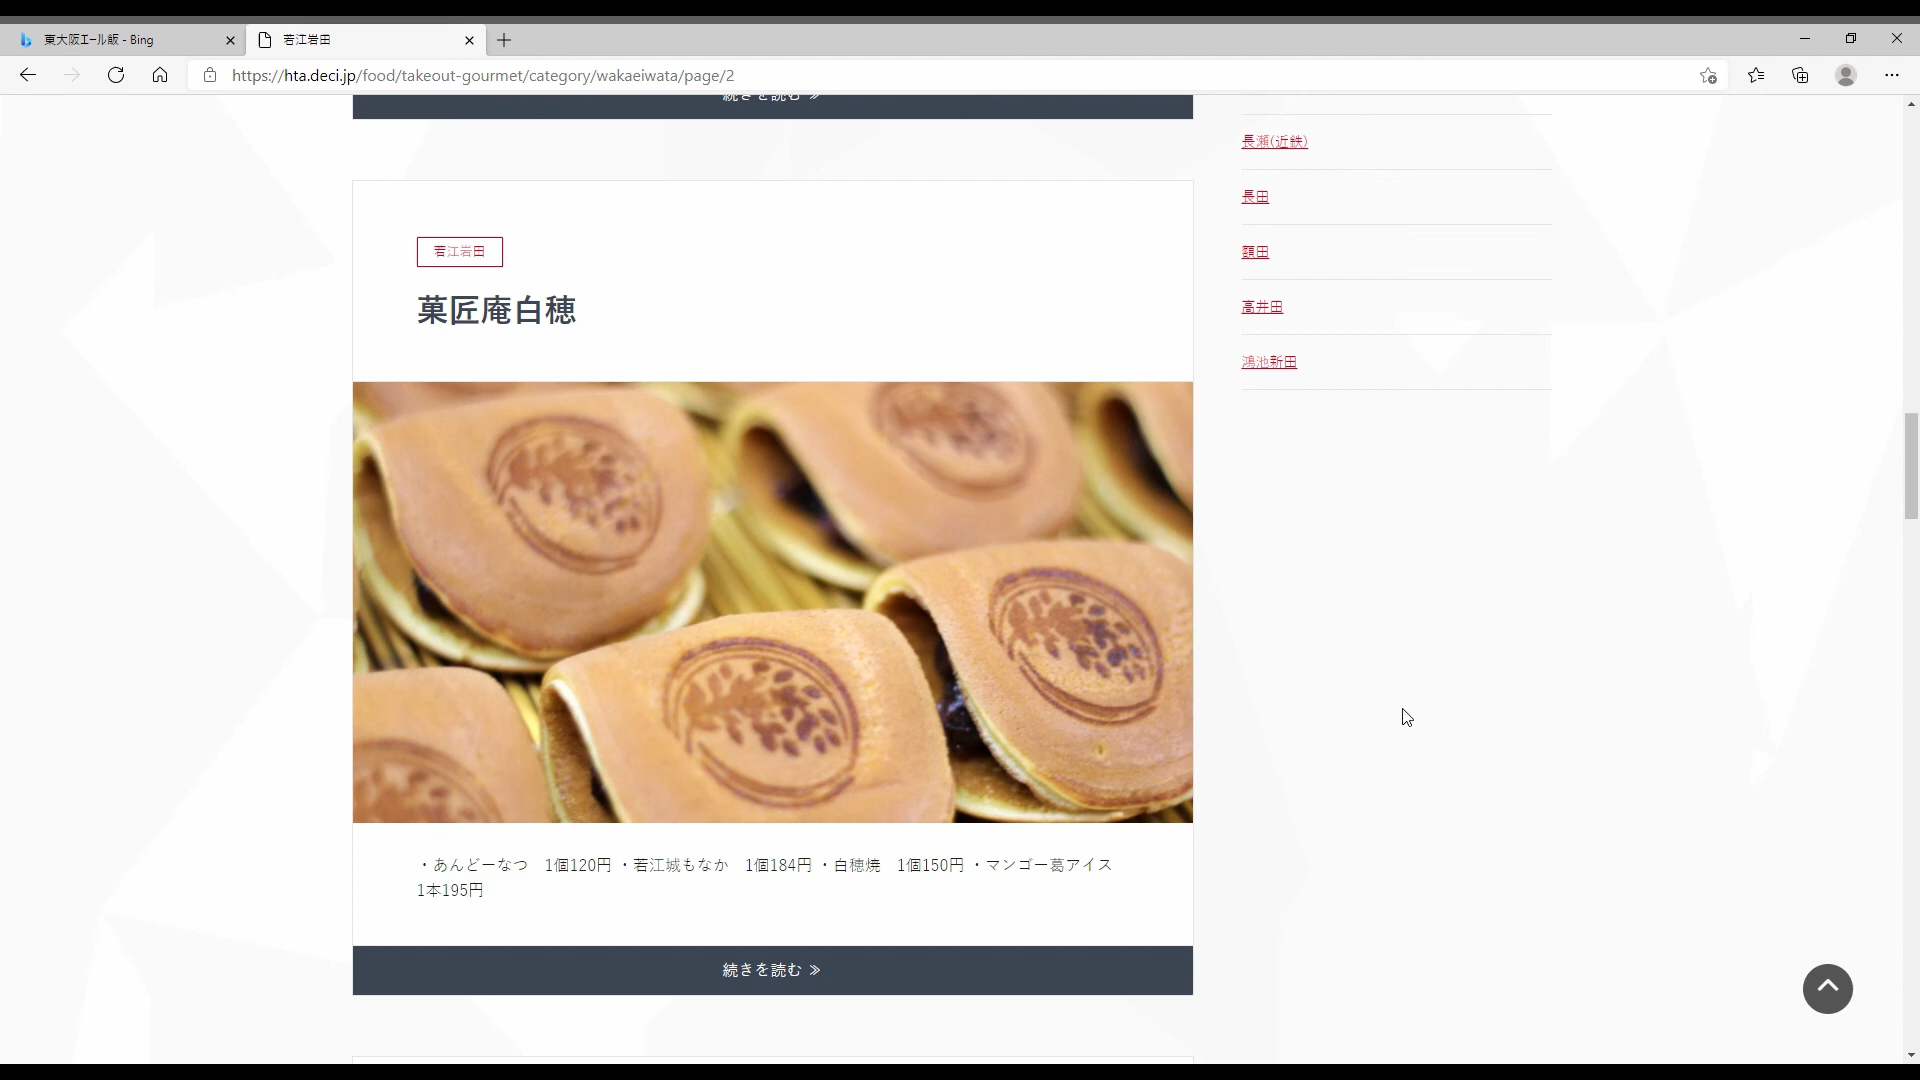 東大阪エール飯 - Bing
若江岩田
https://hta.deci.jp/food/takeout-gourmet/category/wakaeiwata/page/2
続きを読む ≫
長瀬(近鉄)
長田
額田
高井田
鴻池新田
若江岩田
菓匠庵白穂
・あんどーなつ　1個120円 ・若江城もなか　1個184円 ・白穂焼　1個150円 ・マンゴー葛アイス
1本195円
続きを読む ≫